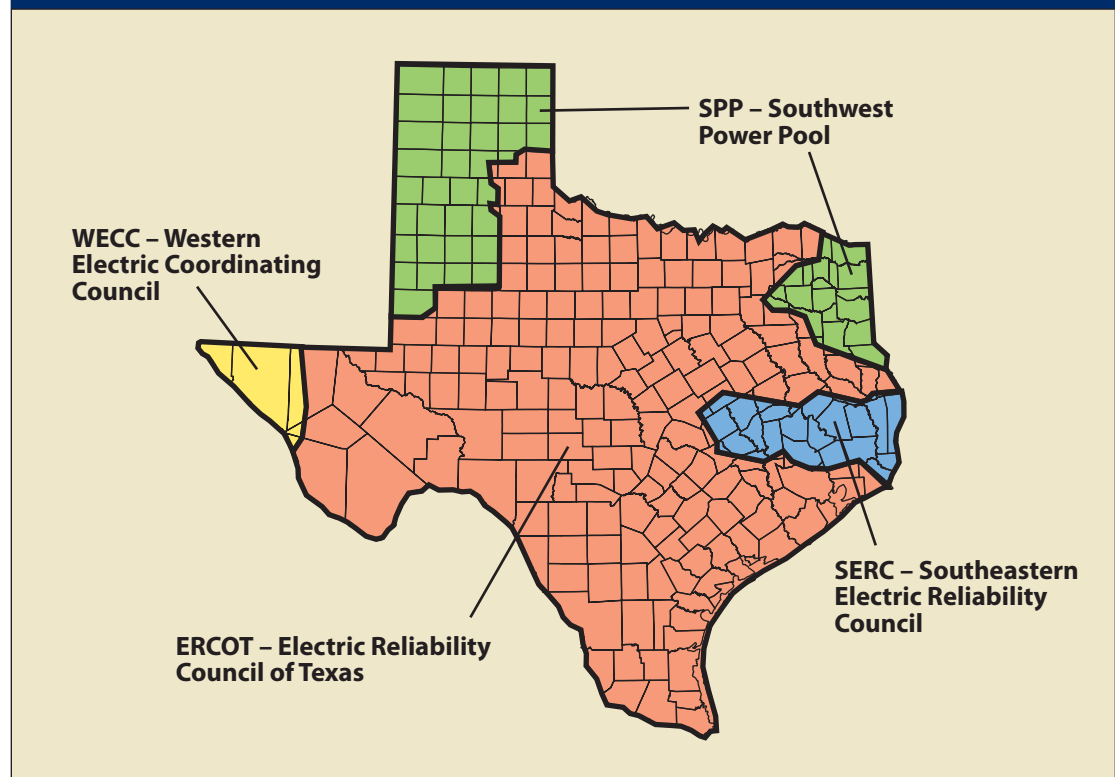 SPP – Southwest
Power Pool
WECC – Western
Electric Coordinating
Council
SERC – Southeastern
Electric Reliability
Council
ERCOT – Electric Reliability
Council of Texas